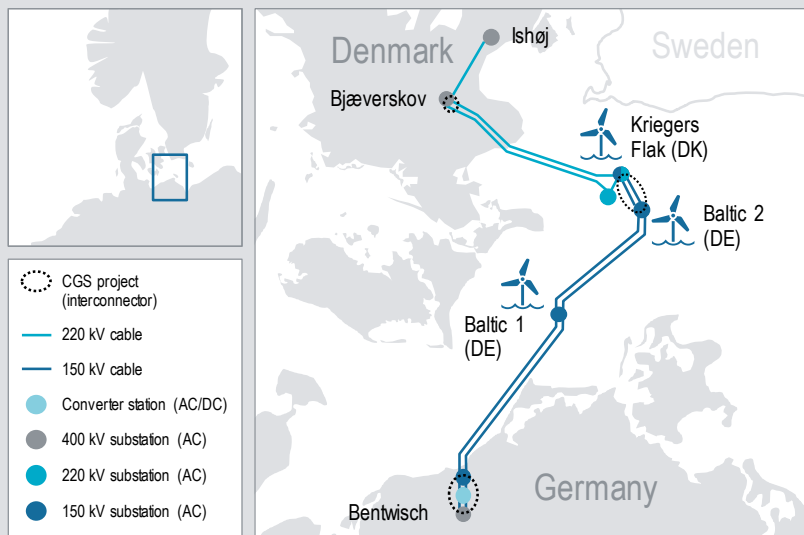 Denmark
Ishøj
Sweden
Bjæverskov
Kriegers
Flak (DK)
Baltic 2
(DE)
Baltic 1
(DE)
Bentwisch
Germany
CGS project
(interconnector)
220 kV cable
150 kV cable
Converter station (AC/DC)
400 kV substation (AC)
220 kV substation (AC)
150 kV substation (AC)